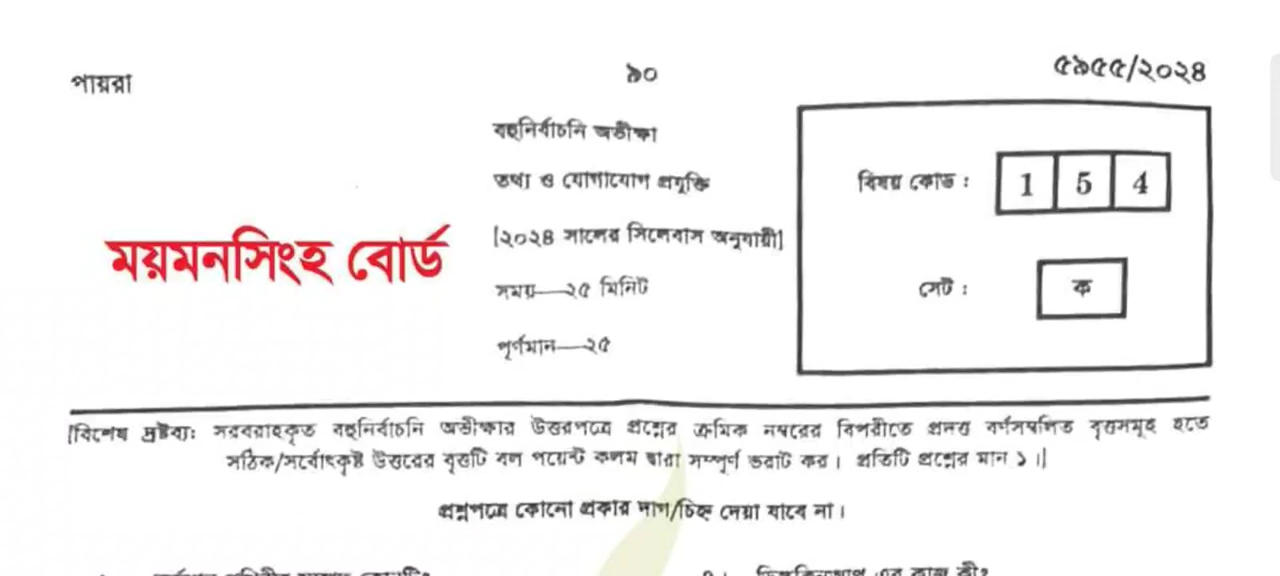 পায়রা
৯০
৫৯৫৫/২০২৪
বহুনির্বাচনি অভীক্ষা
তথ্য ও যোগাযোগ প্রযুক্তি
[২০২৪ সালের সিলেবাস অনুযায়ী]
সময়—২৫ মিনিট
পূর্ণমান—২৫
বিষয় কোড : 1 5 4
সেট : ক
ময়মনসিংহ বোর্ড
[বিশেষ দ্রষ্টব্য: সরবরাহকৃত বহুনির্বাচনি অভীক্ষার উত্তরপত্রে প্রশ্নের ক্রমিক নম্বরের বিপরীতে প্রদত্ত বর্ণসম্বলিত বৃত্তসমূহ হতে
সঠিক/সর্বোৎকৃষ্ট উত্তরের বৃত্তটি বল পয়েন্ট কলম দ্বারা সম্পূর্ণ ভরাট কর। প্রতিটি প্রশ্নের মান ১।]
প্রশ্নপত্রে কোনো প্রকার দাগ/চিহ্ন দেয়া যাবে না।